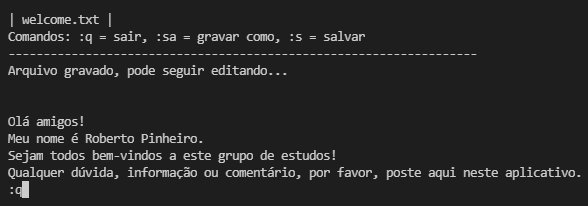 | welcome.txt |
Comandos: :q = sair, :sa = gravar como, :s = salvar
-------------------------------------------------------------------
Arquivo gravado, pode seguir editando...
Olá amigos!
Meu nome é Roberto Pinheiro.
Sejam todos bem-vindos a este grupo de estudos!
Qualquer dúvida, informação ou comentário, por favor, poste aqui neste aplicativo.
:q